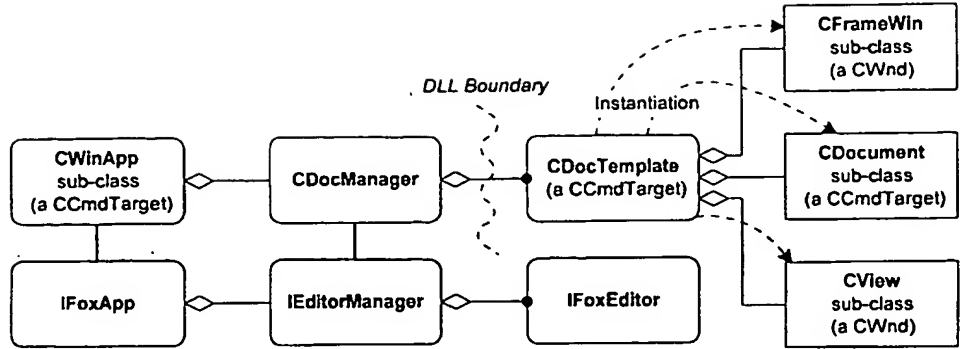 CFrameWin
sub-class
(a CWnd)
DLL Boundary
Instantiation
CWinApp
sub-class
(a CCmdTarget)
CDocManager
CDocTemplate
(a CCmdTarget)
CDocument
sub-class
(a CCmdTarget)
IFoxApp
IEditorManager
IFoxEditor
CView
sub-class
(a CWnd)